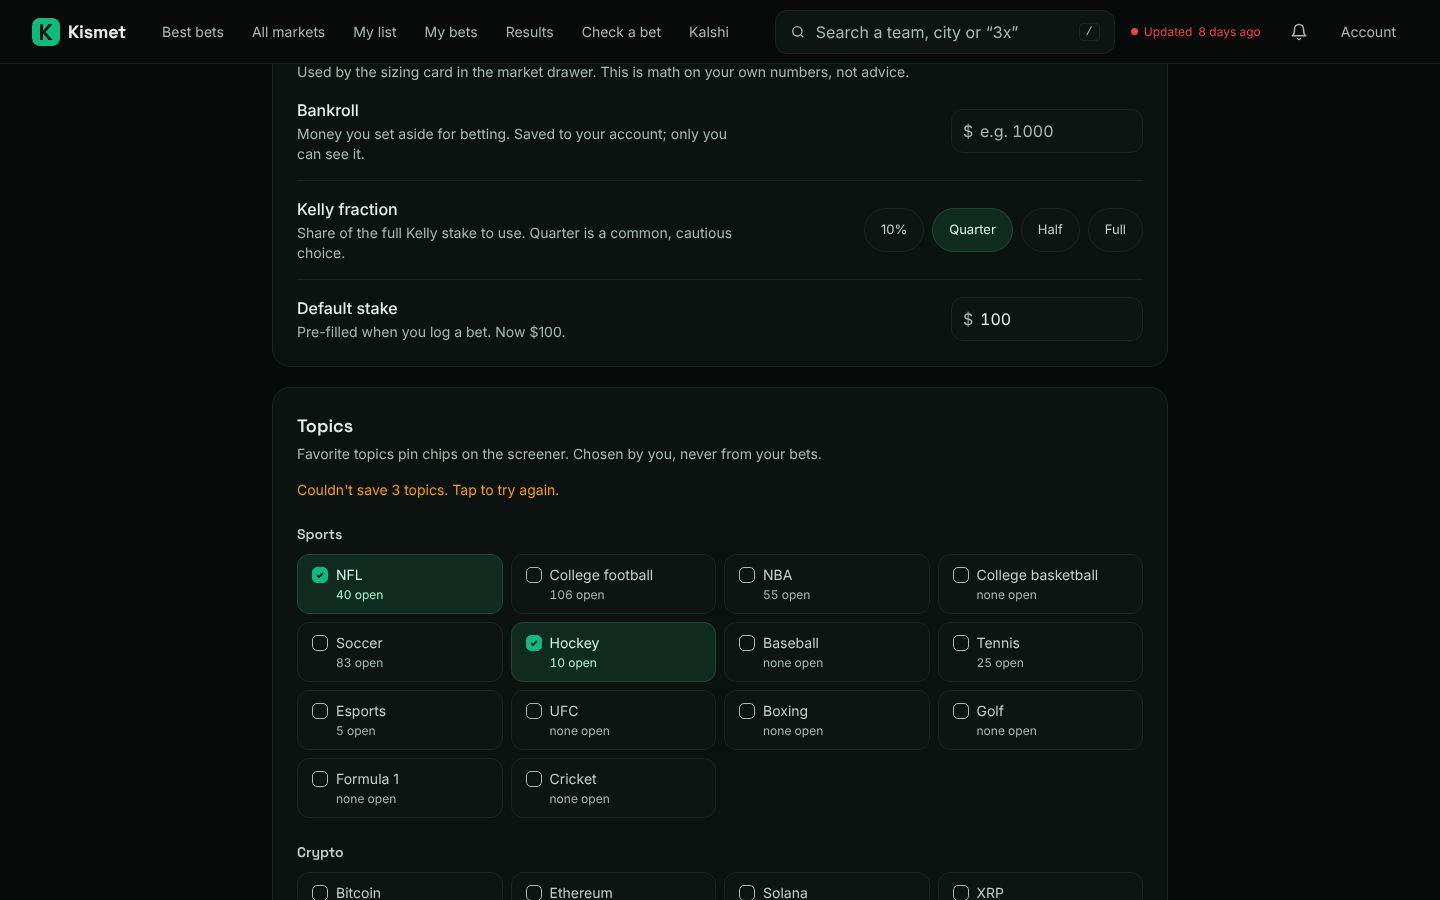 K Kismet Best bets All markets My list My bets Results Check a bet Kalshi Search a team, city or “3x” / Updated 8 days ago Account
Used by the sizing card in the market drawer. This is math on your own numbers, not advice.
Bankroll
Money you set aside for betting. Saved to your account; only you
can see it.
$ e.g. 1000
Kelly fraction
Share of the full Kelly stake to use. Quarter is a common, cautious
choice.
10% Quarter Half Full
Default stake
Pre-filled when you log a bet. Now $100.
$ 100
Topics
Favorite topics pin chips on the screener. Chosen by you, never from your bets.
Couldn't save 3 topics. Tap to try again.
Sports
NFL College football NBA College basketball
40 open 106 open 55 open none open
Soccer Hockey Baseball Tennis
83 open 10 open none open 25 open
Esports UFC Boxing Golf
5 open none open none open none open
Formula 1 Cricket
none open none open
Crypto
Bitcoin Ethereum Solana XRP